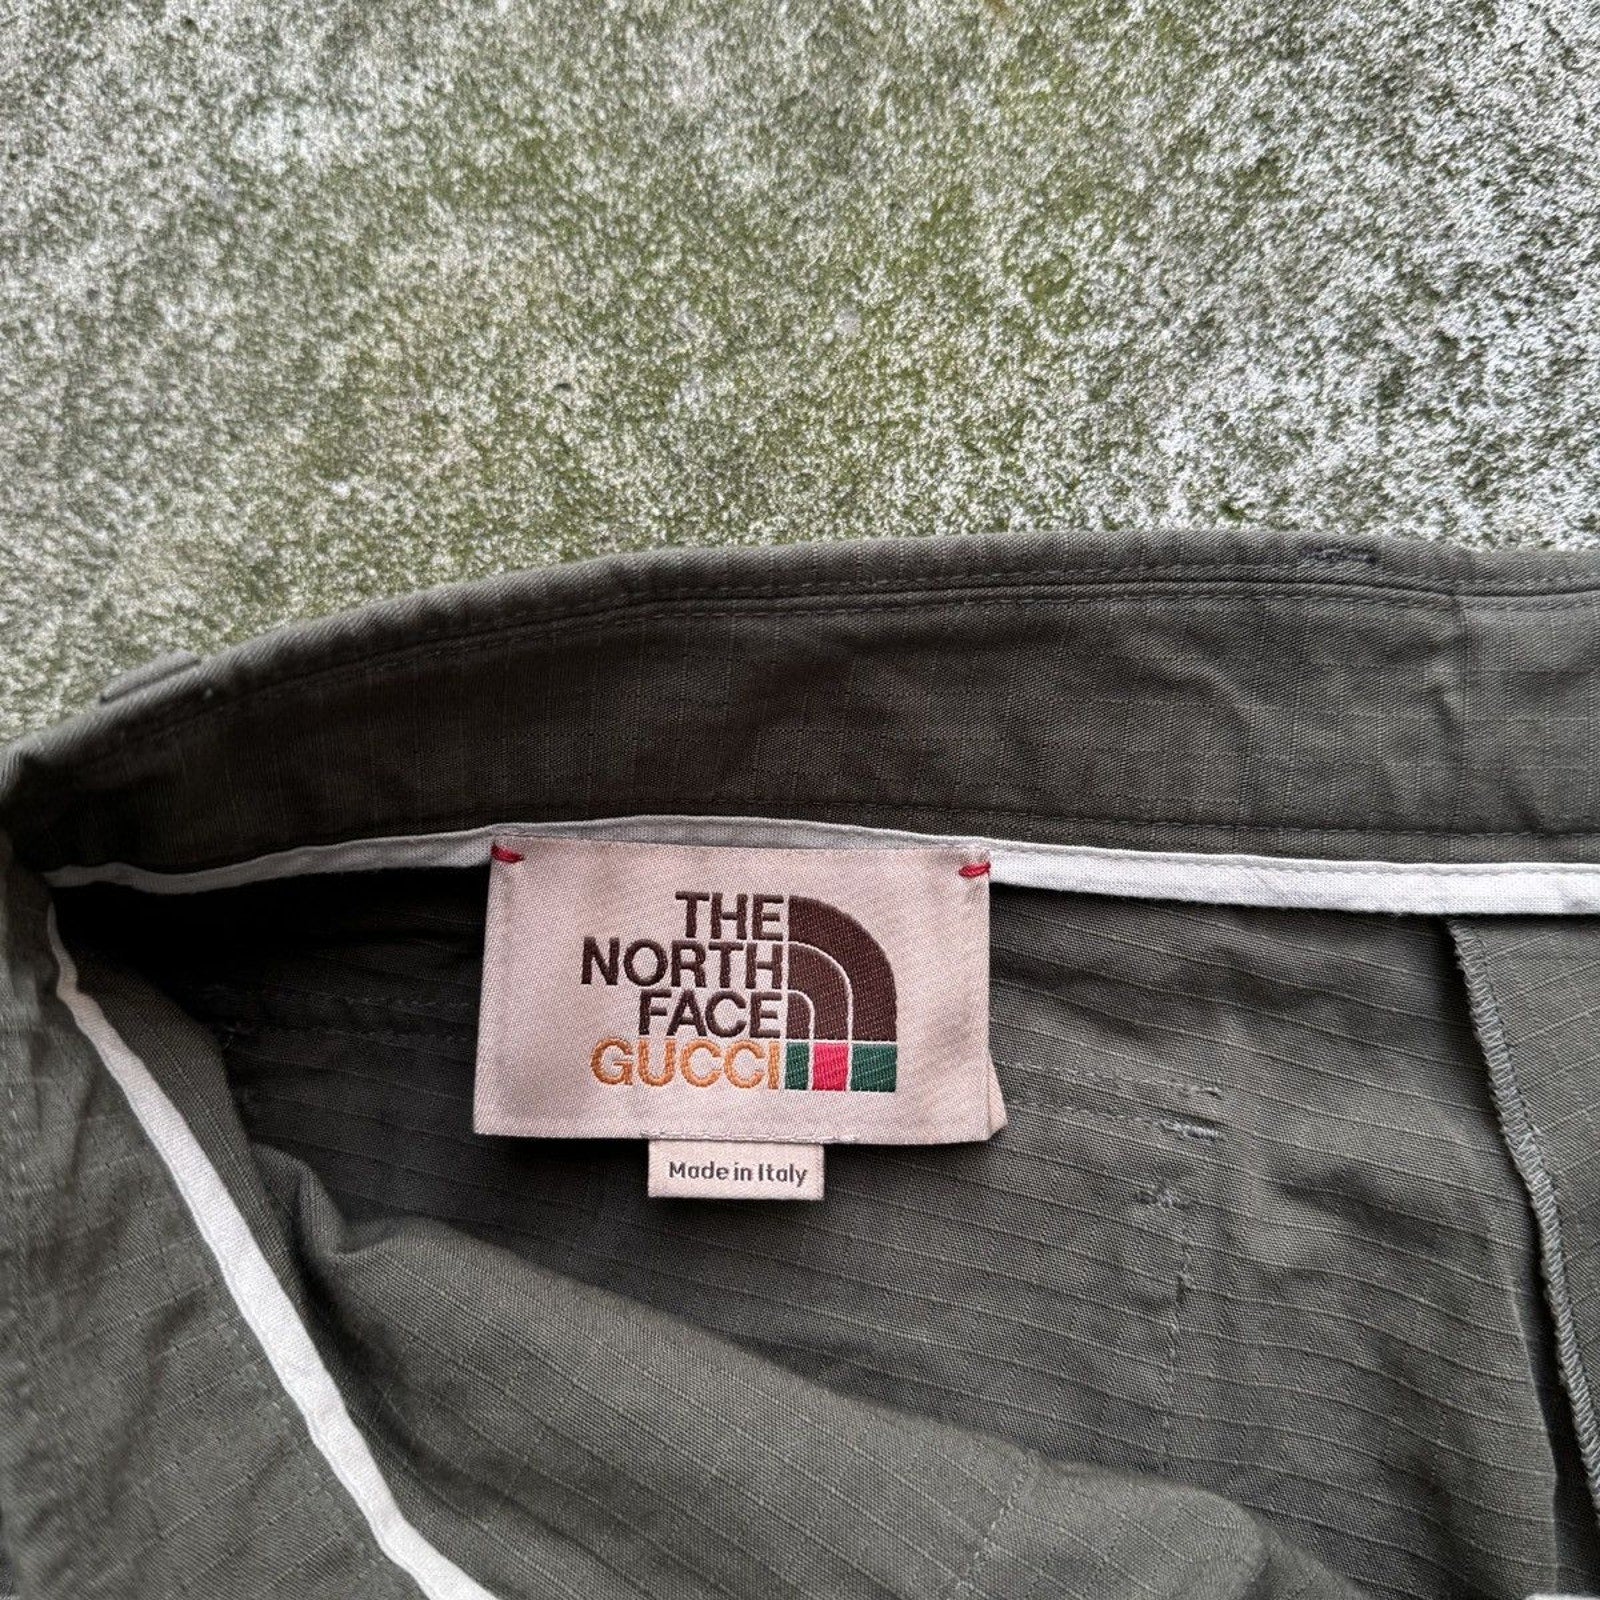 THE
NORTH
FACE
GUCCI
Made in Italy